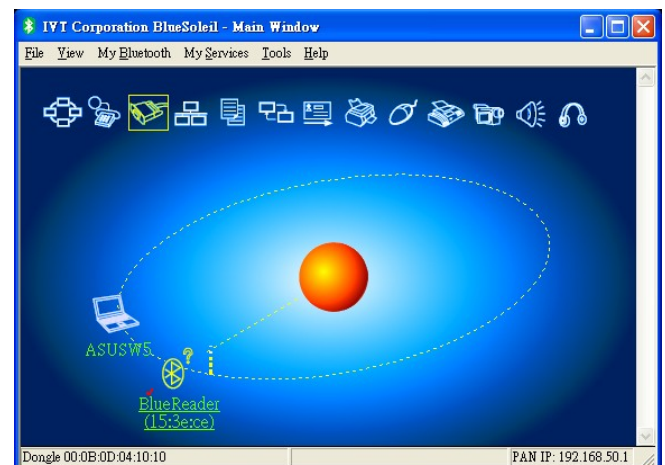 IVT Corporation BlueSoleil - Main Window
File View My Bluetooth My Services Tools Help
ASUSW5
?
BlueReader
(15:3e:ce)
Dongle 00:0B:0D:04:10:10 PAN IP: 192.168.50.1